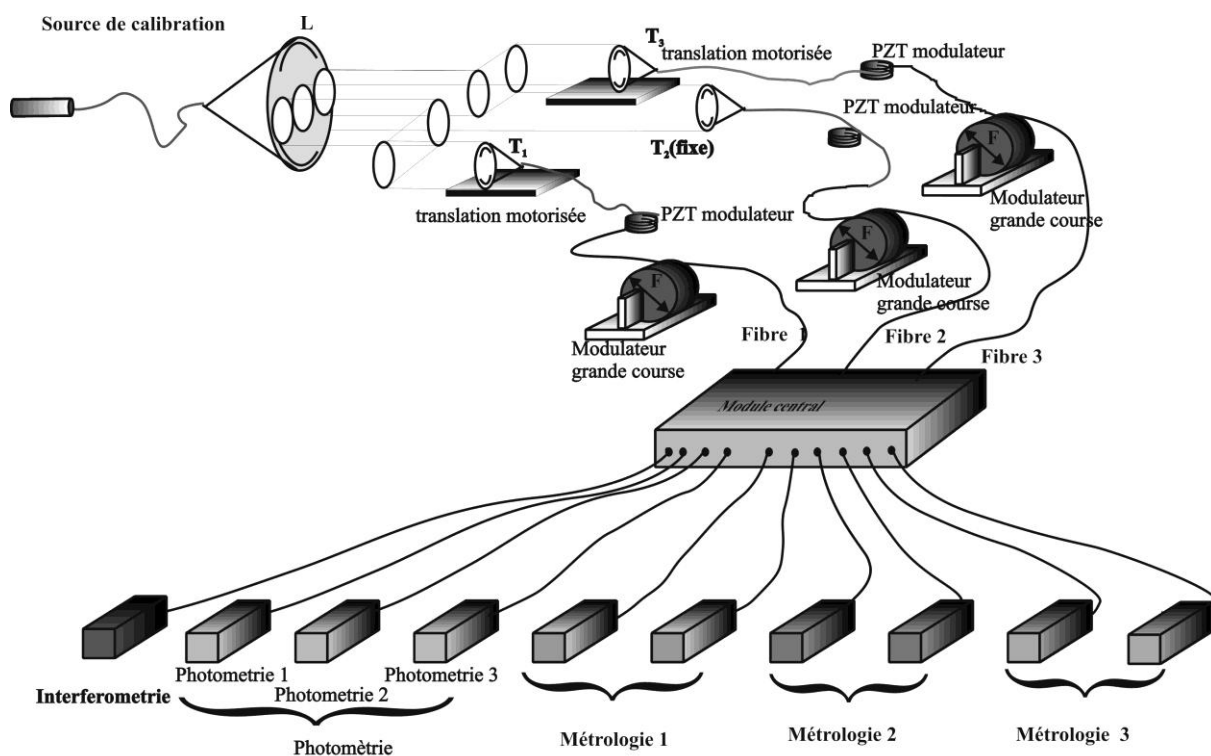 Source de calibration
L
T3
translation motorisée
PZT modulateur
PZT modulateur
T1
T2(fixe)
F
translation motorisée
PZT modulateur
Modulateur
grande course
F
F
Modulateur
grande course
Modulateur
grande course
Fibre 1
Fibre 2
Fibre 3
Module central
Photometrie 1
Photometrie 2
Photometrie 3
Interferometrie
Photomètrie
Métrologie 1
Métrologie 2
Métrologie 3